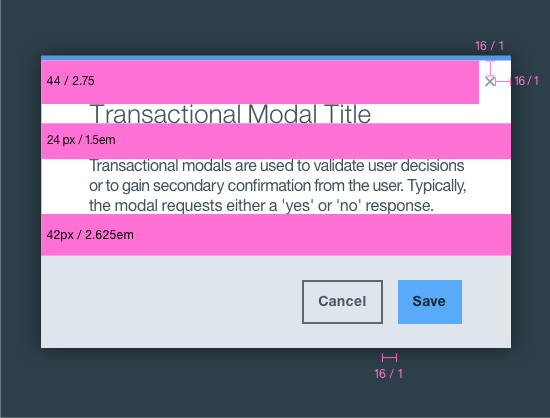 16 / 1
44 / 2.75
16 / 1
Transactional Modal Title
24 px / 1.5em
Transactional modals are used to validate user decisions
or to gain secondary confirmation from the user. Typically,
the modal requests either a 'yes' or 'no' response.
42px / 2.625em
Cancel
Save
16 / 1